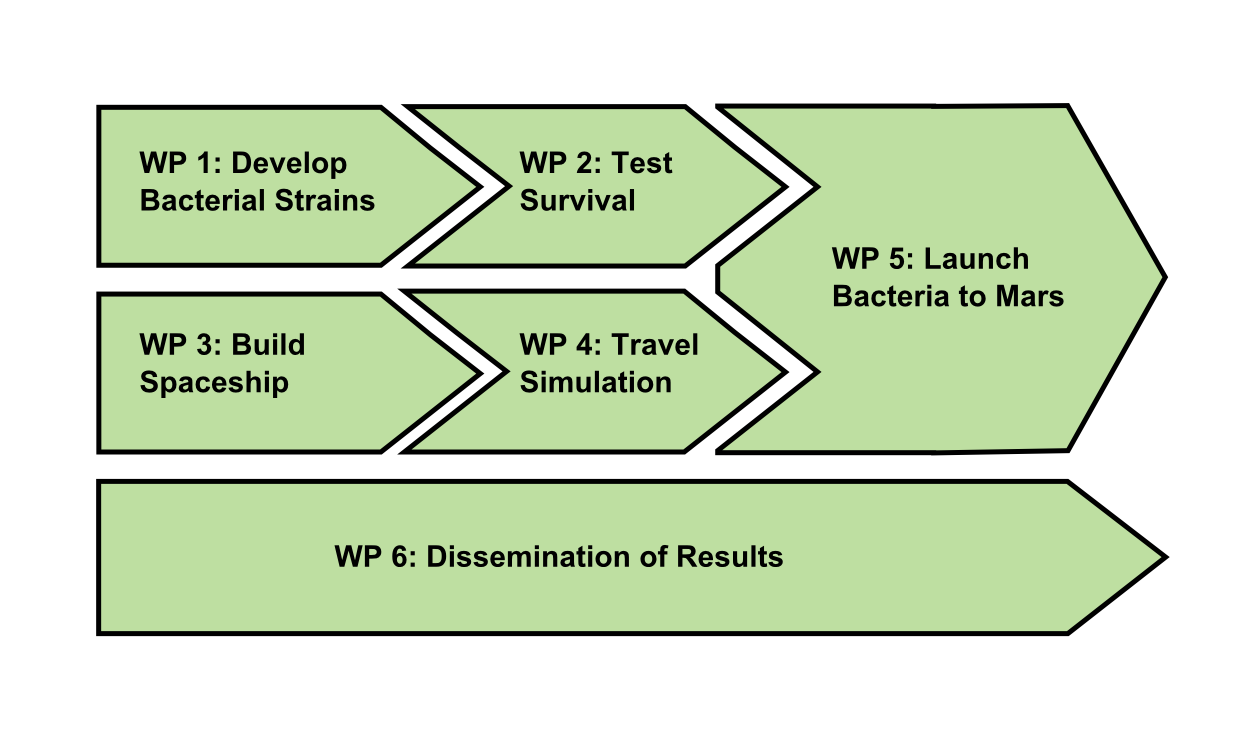 WP 1: Develop
Bacterial Strains
WP 2: Test
Survival
WP 3: Build
Spaceship
WP 4: Travel
Simulation
WP 5: Launch
Bacteria to Mars
WP 6: Dissemination of Results